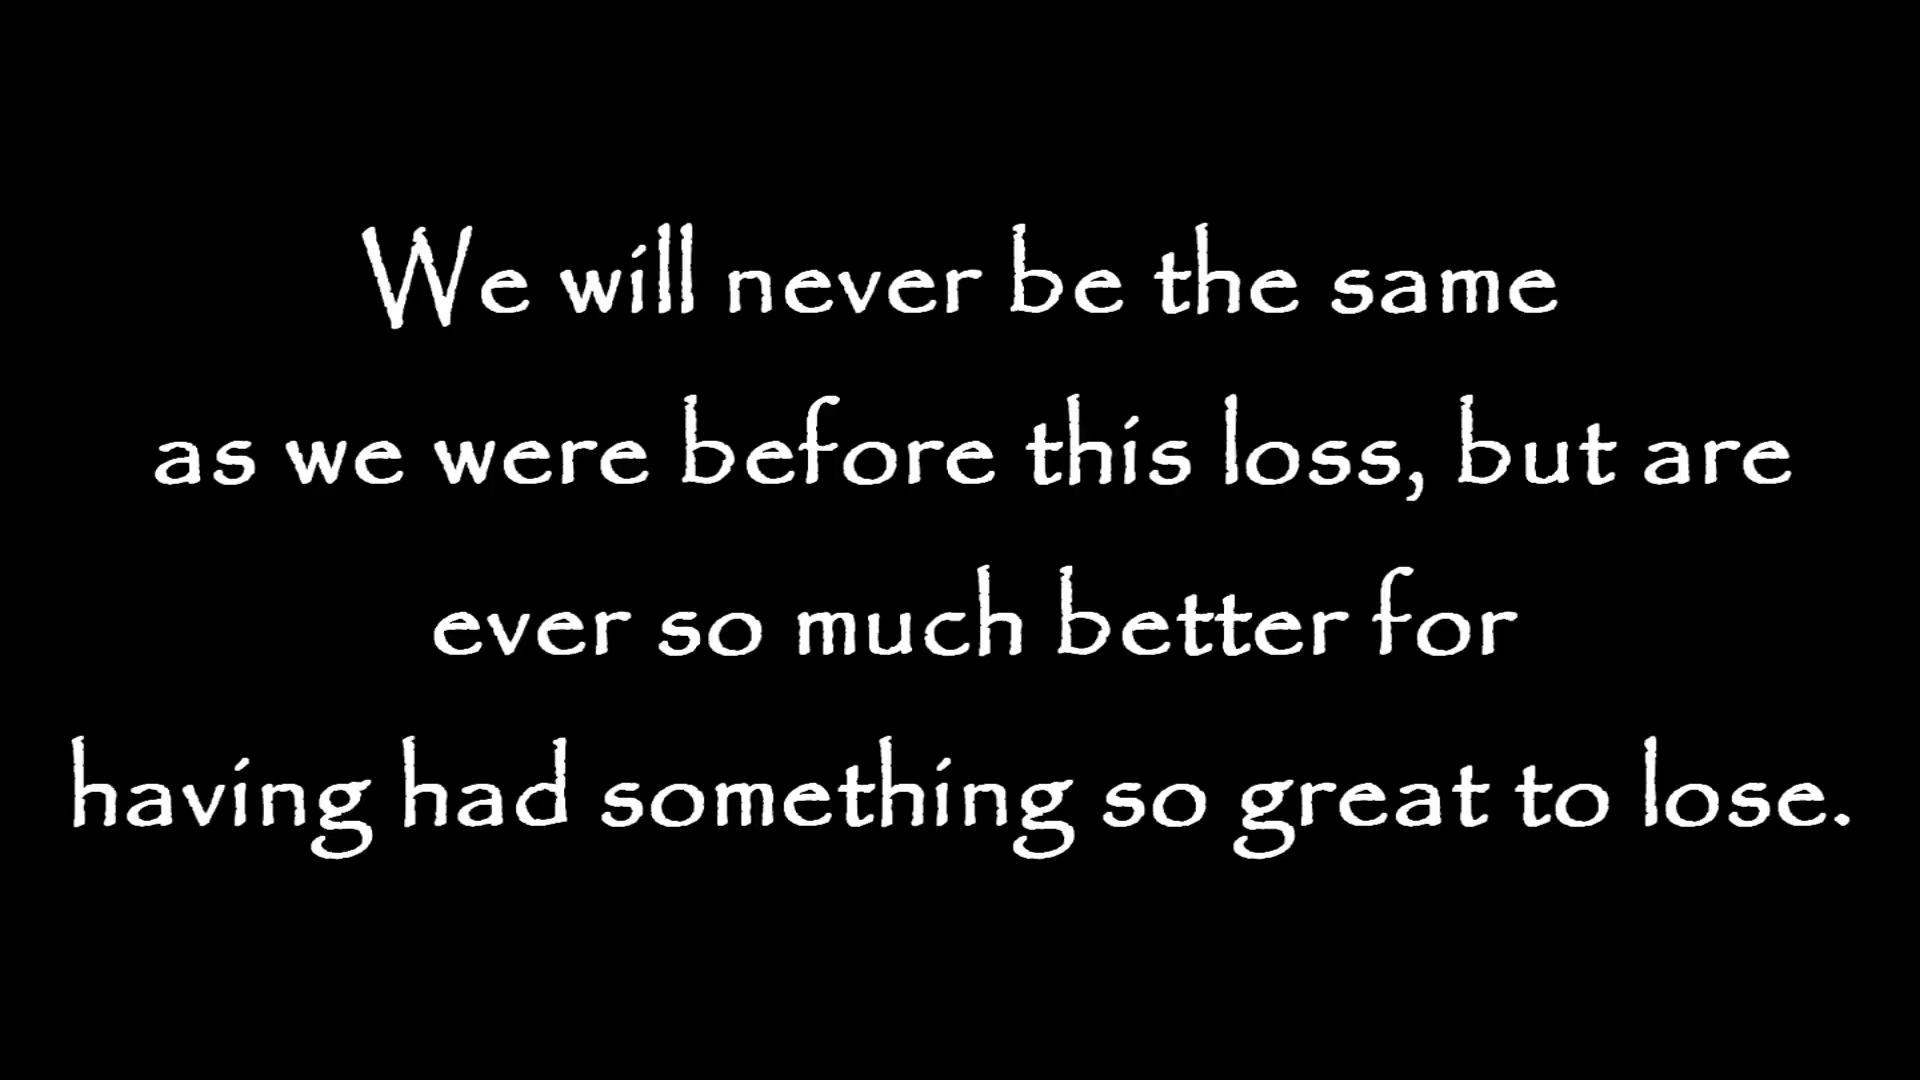 We will never be the same
as we were before this loss, but are
ever so much better for
having had something so great to lose.